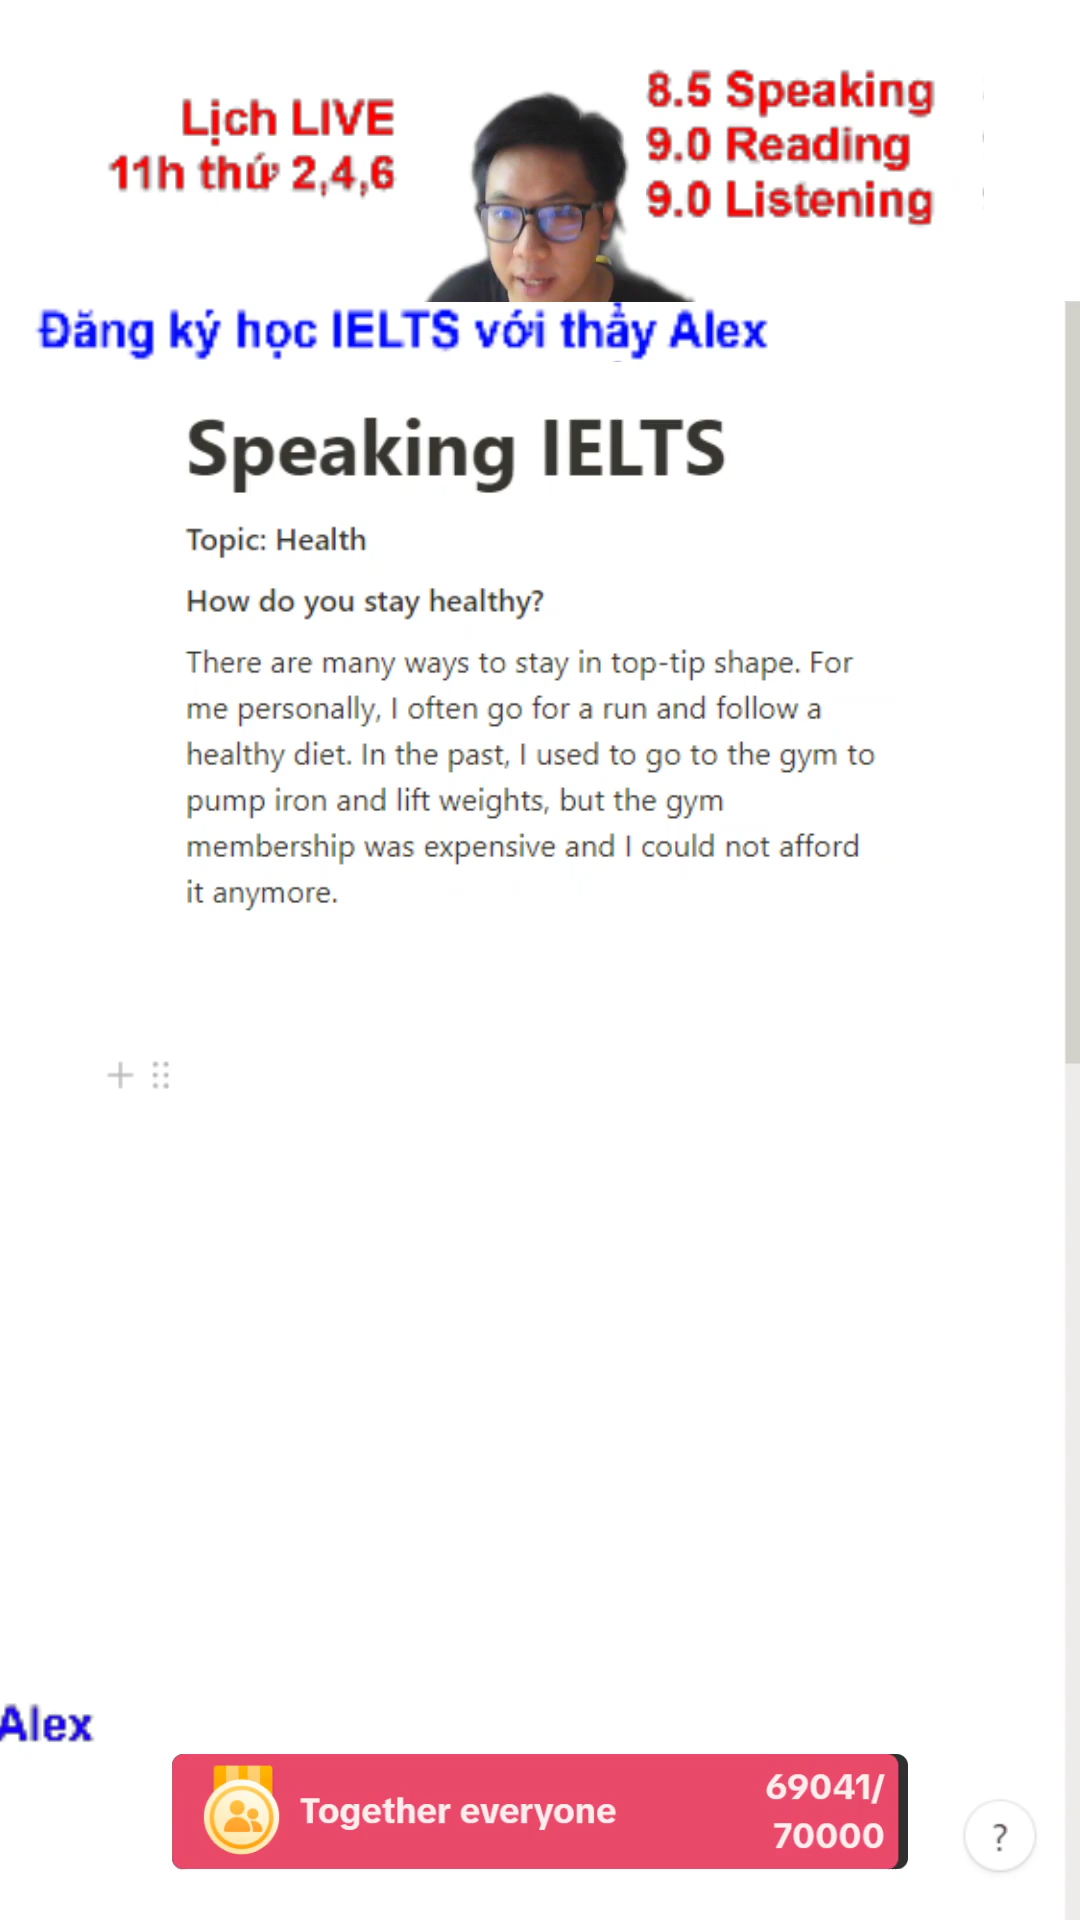 Lịch LIVE
11h thứ 2,4,6
8.5 Speaking
9.0 Reading
9.0 Listening
Đăng ký học IELTS với thầy Alex
Speaking IELTS
Topic: Health
How do you stay healthy?
There are many ways to stay in top-tip shape. For
me personally, I often go for a run and follow a
healthy diet. In the past, I used to go to the gym to
pump iron and lift weights, but the gym
membership was expensive and I could not afford
it anymore.
Alex
Together everyone
69041/
70000
?